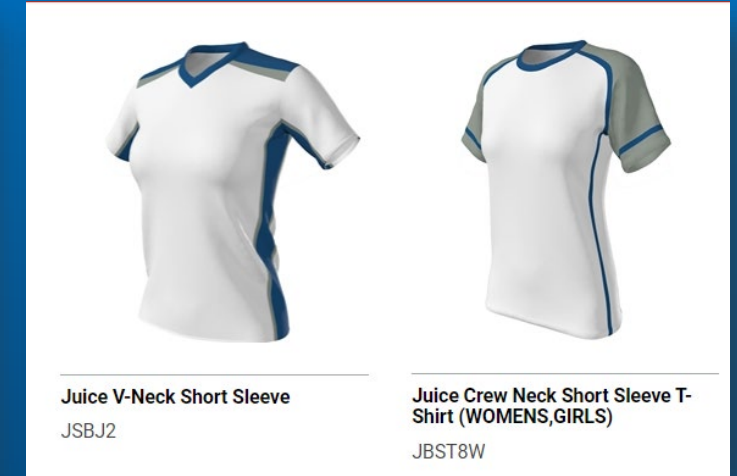 Juice V-Neck Short Sleeve
JSBJ2
Juice Crew Neck Short Sleeve T-
Shirt (WOMENS,GIRLS)
JBST8W